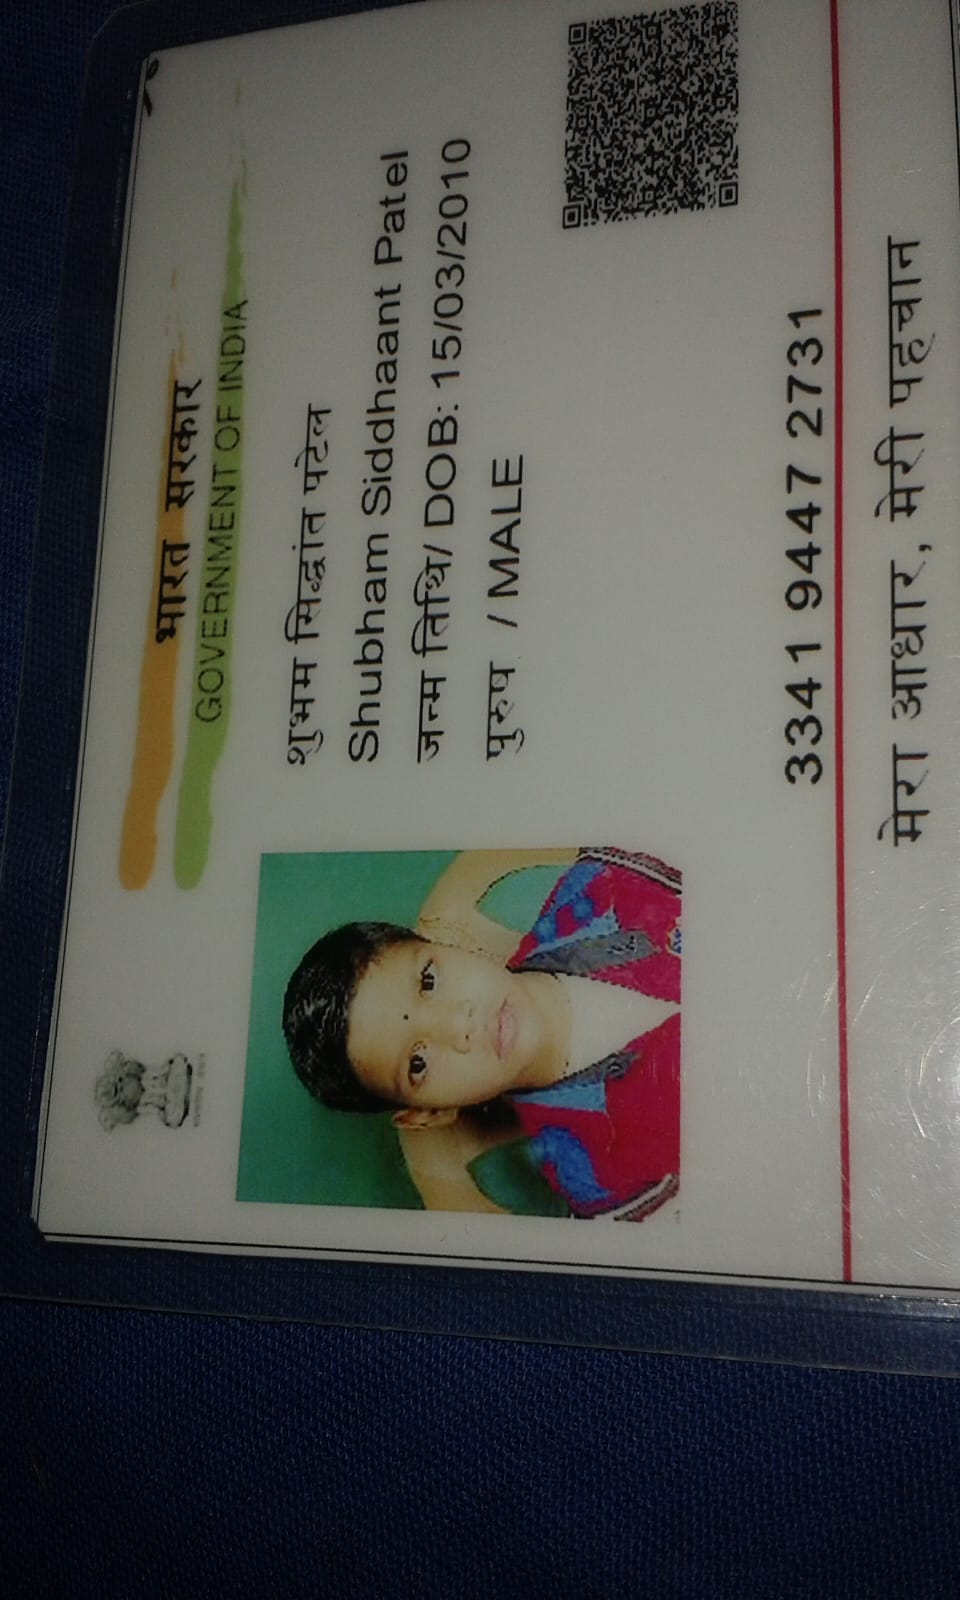 भारत सरकार
GOVERNMENT OF INDIA
शुभम सिद्धांत पटेल
Shubham Siddhaant Patel
जन्म तिथि/ DOB: 15/03/2010
पुरुष / MALE
3341 9447 2731
मेरा आधार, मेरी पहचान